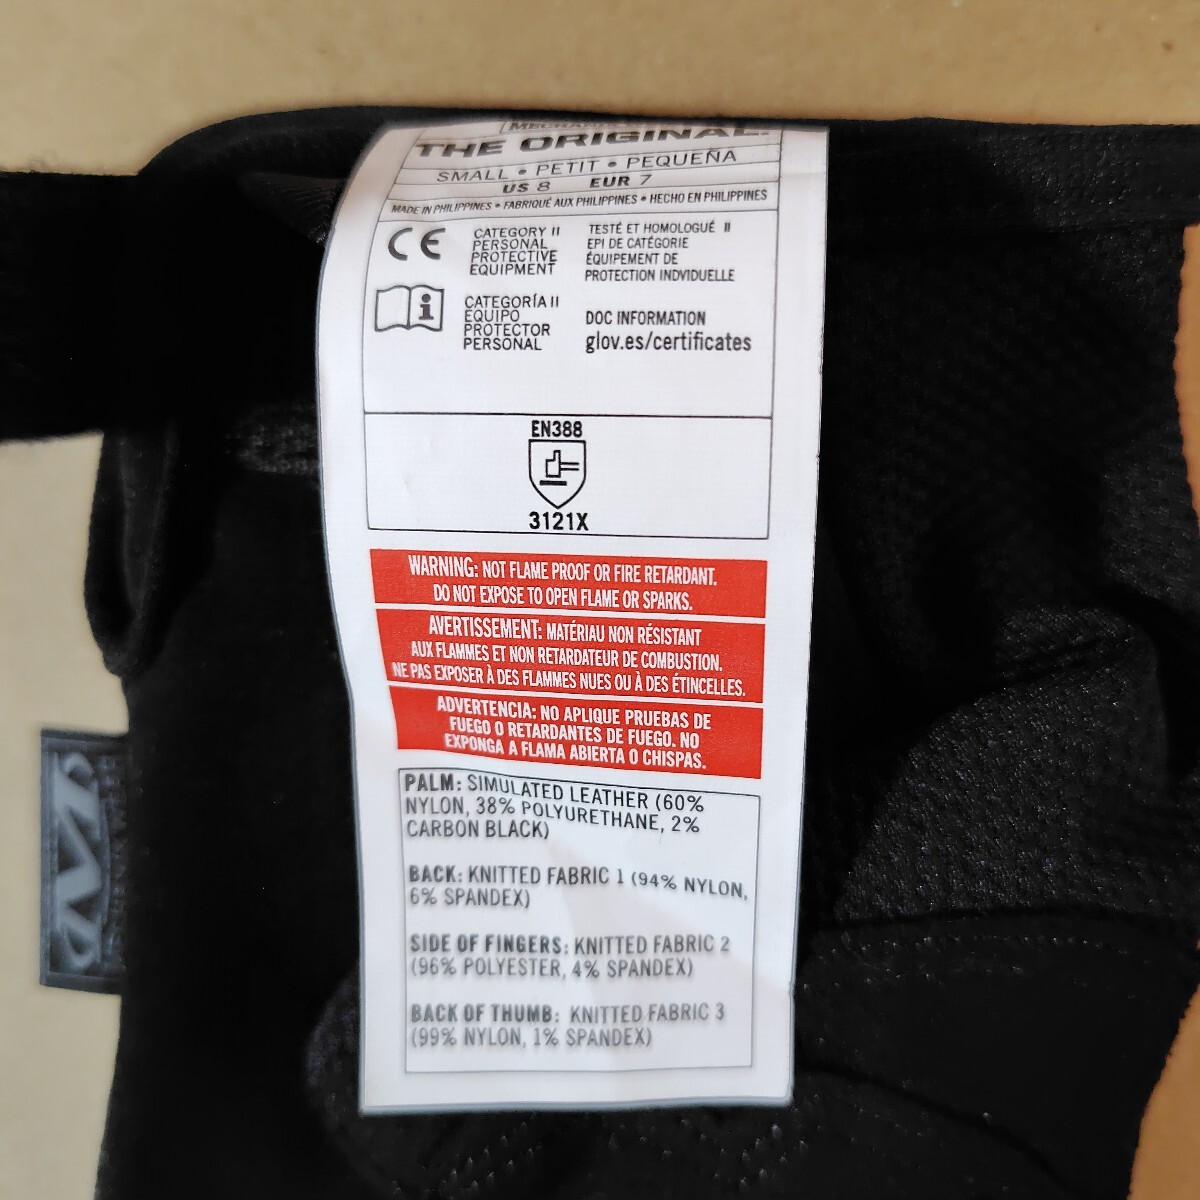 THE ORIGINAL.
SMALL • PETIT • PEQUEÑA
US 8 EUR 7
MADE IN PHILIPPINES • FABRIQUÉ AUX PHILIPPINES • HECHO EN PHILIPPINES
CE
CATEGORY II
PERSONAL
PROTECTIVE
EQUIPMENT
TESTÉ ET HOMOLOGUÉ II
EPI DE CATÉGORIE
ÉQUIPEMENT DE
PROTECTION INDVIDUELLE
i
CATEGORÍA II
EQUIPO
PROTECTOR
PERSONAL
DOC INFORMATION
glov.es/certificates
EN388
3121X
WARNING: NOT FLAME PROOF OR FIRE RETARDANT.
DO NOT EXPOSE TO OPEN FLAME OR SPARKS.
AVERTISSEMENT: MATÉRIAU NON RÉSISTANT
AUX FLAMMES ET NON RETARDATEUR DE COMBUSTION.
NE PAS EXPOSER À DES FLAMMES NUES OU À DES ÉTINCELLES.
ADVERTENCIA: NO APLIQUE PRUEBAS DE
FUEGO O RETARDANTES DE FUEGO. NO
EXPONGA A FLAMA ABIERTA O CHISPAS.
PALM: SIMULATED LEATHER (60%
NYLON, 38% POLYURETHANE, 2%
CARBON BLACK)
BACK: KNITTED FABRIC 1 (94% NYLON,
6% SPANDEX)
SIDE OF FINGERS: KNITTED FABRIC 2
(96% POLYESTER, 4% SPANDEX)
BACK OF THUMB: KNITTED FABRIC 3
(99% NYLON, 1% SPANDEX)